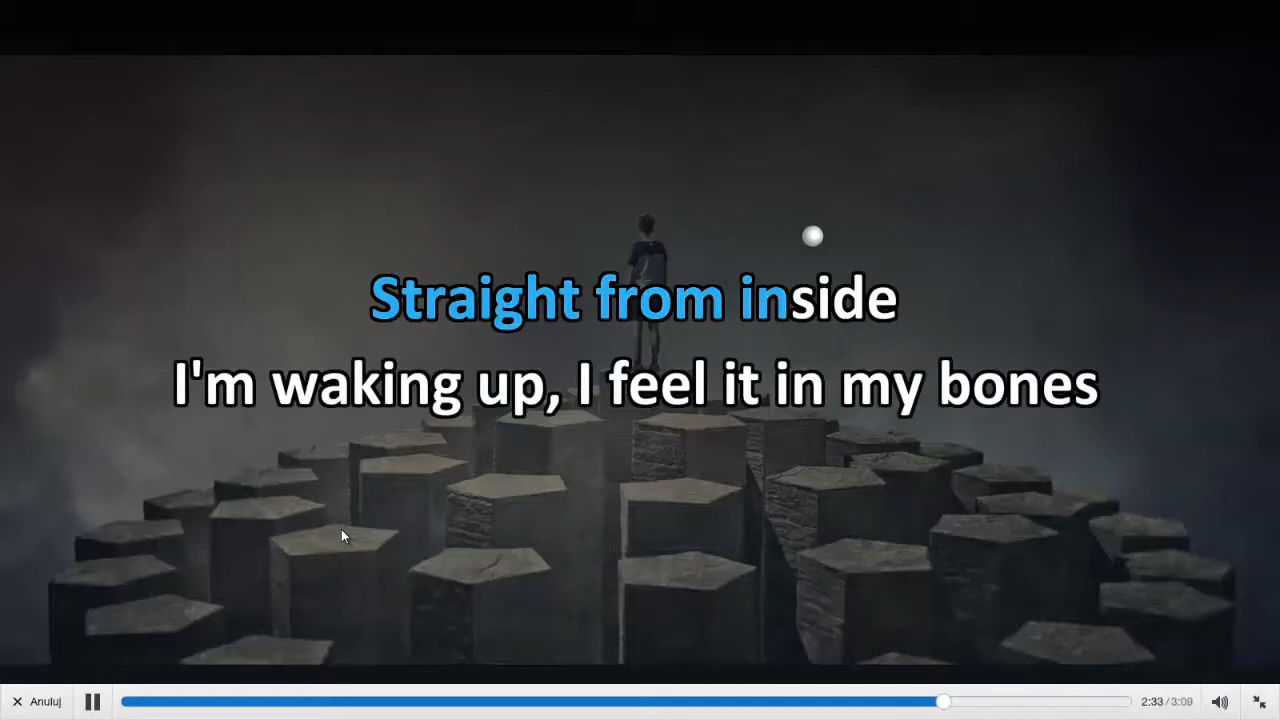 Straight from inside
I'm waking up, I feel it in my bones
Anuluj
2:33/3:09